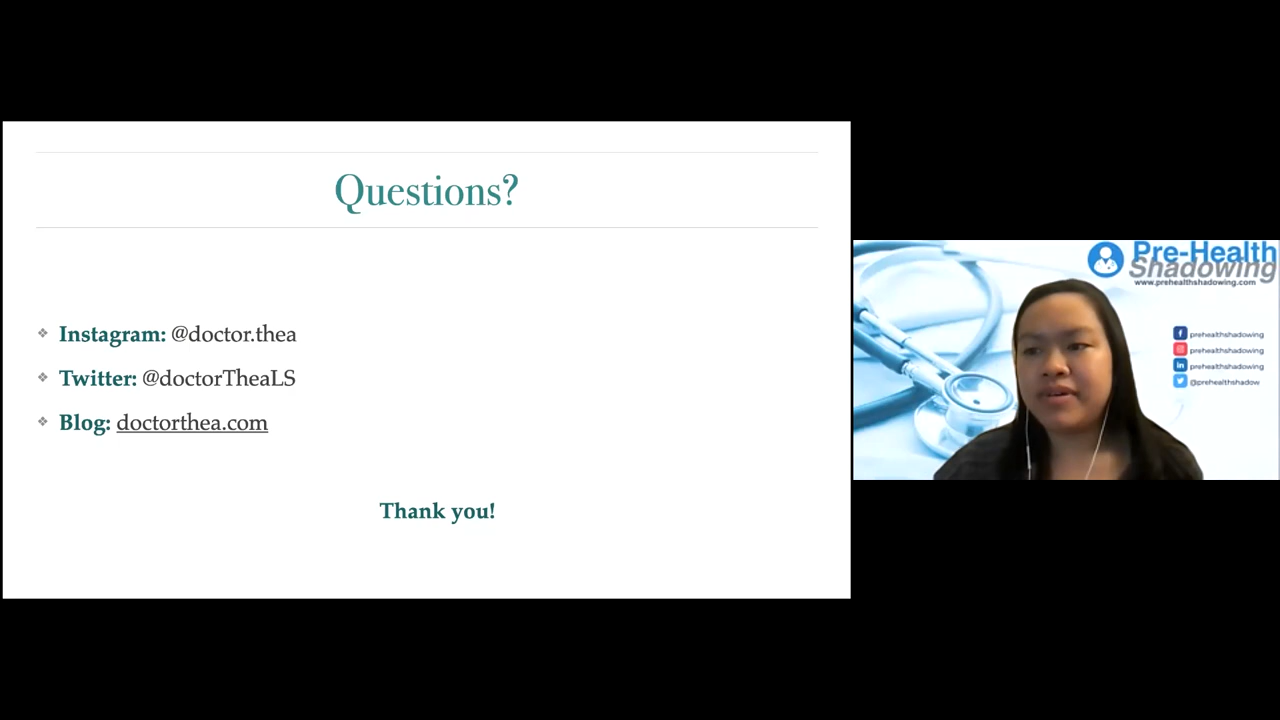 Questions?
Instagram: @doctor.thea
Twitter: @doctorTheaLS
Blog: doctorthea.com
Thank you!
Pre-Health
Shadowing
www.prehealthshadowing.com
prehealthshadowing
prehealthshadowing
prehealthshadowing
@prehealthshadow